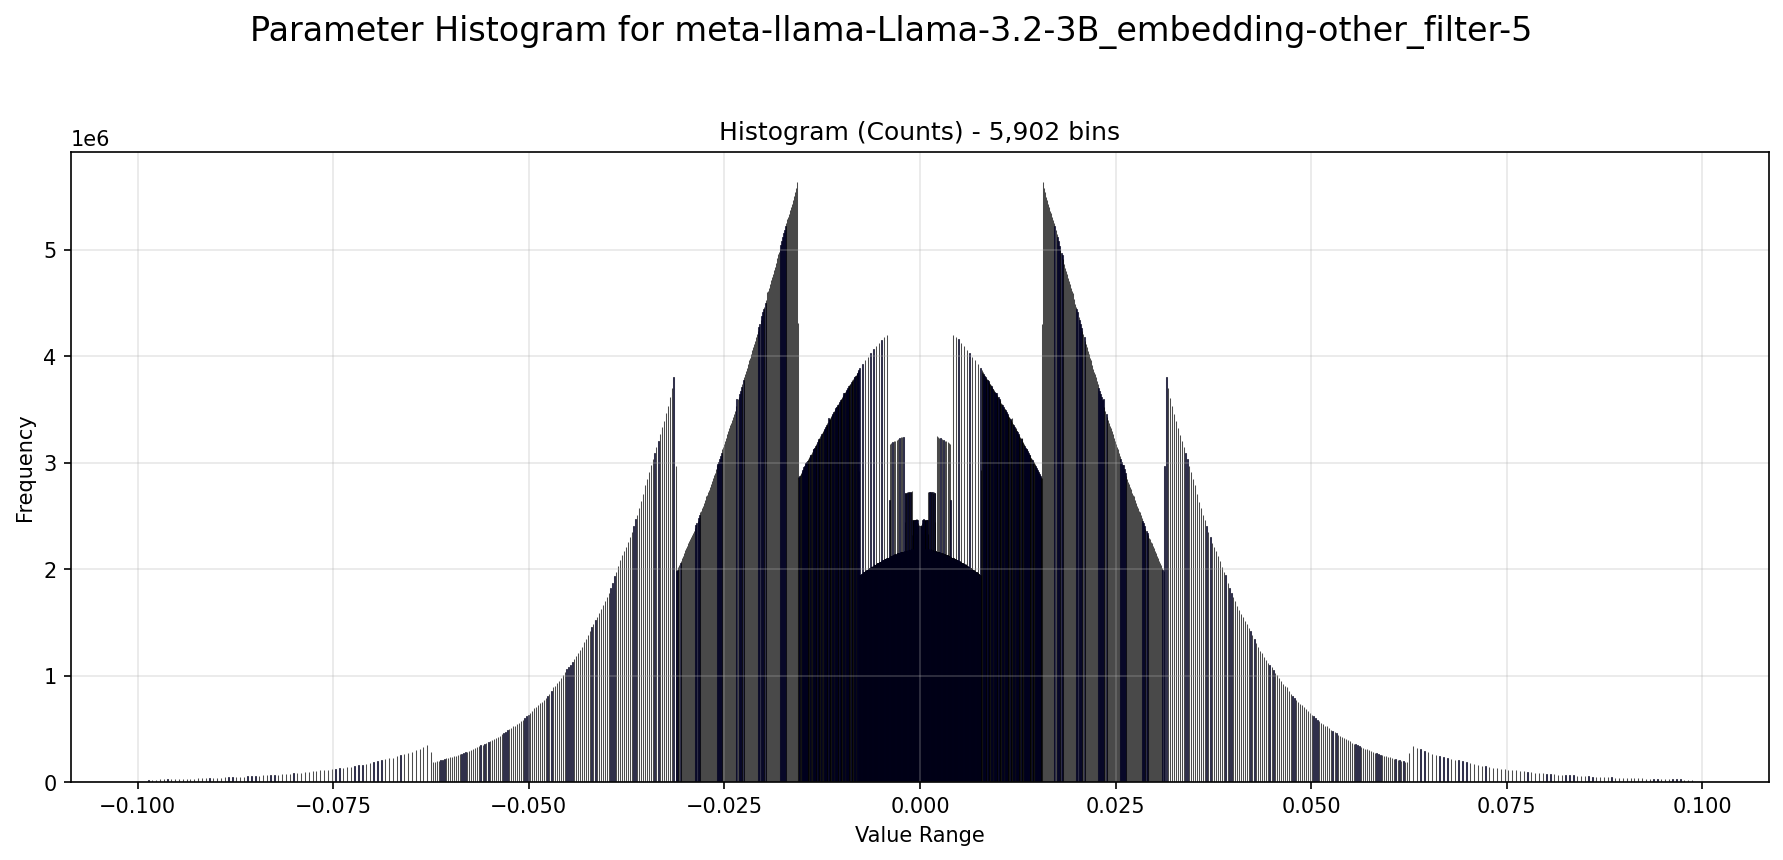 Parameter Histogram for meta-llama-Llama-3.2-3B_embedding-other_filter-5
Histogram (Counts) - 5,902 bins
1e6
5
4
3
2
1
0
Frequency
−0.100 −0.075 −0.050 −0.025 0.000 0.025 0.050 0.075 0.100
Value Range